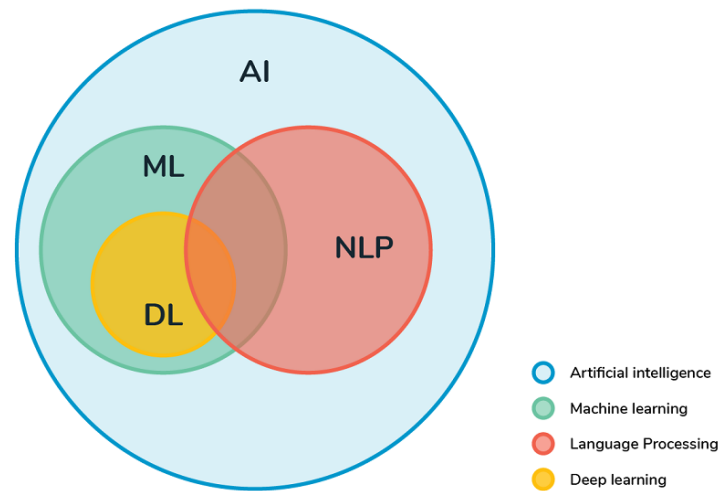 AI
ML
NLP
DL
Artificial intelligence
Machine learning
Language Processing
Deep learning